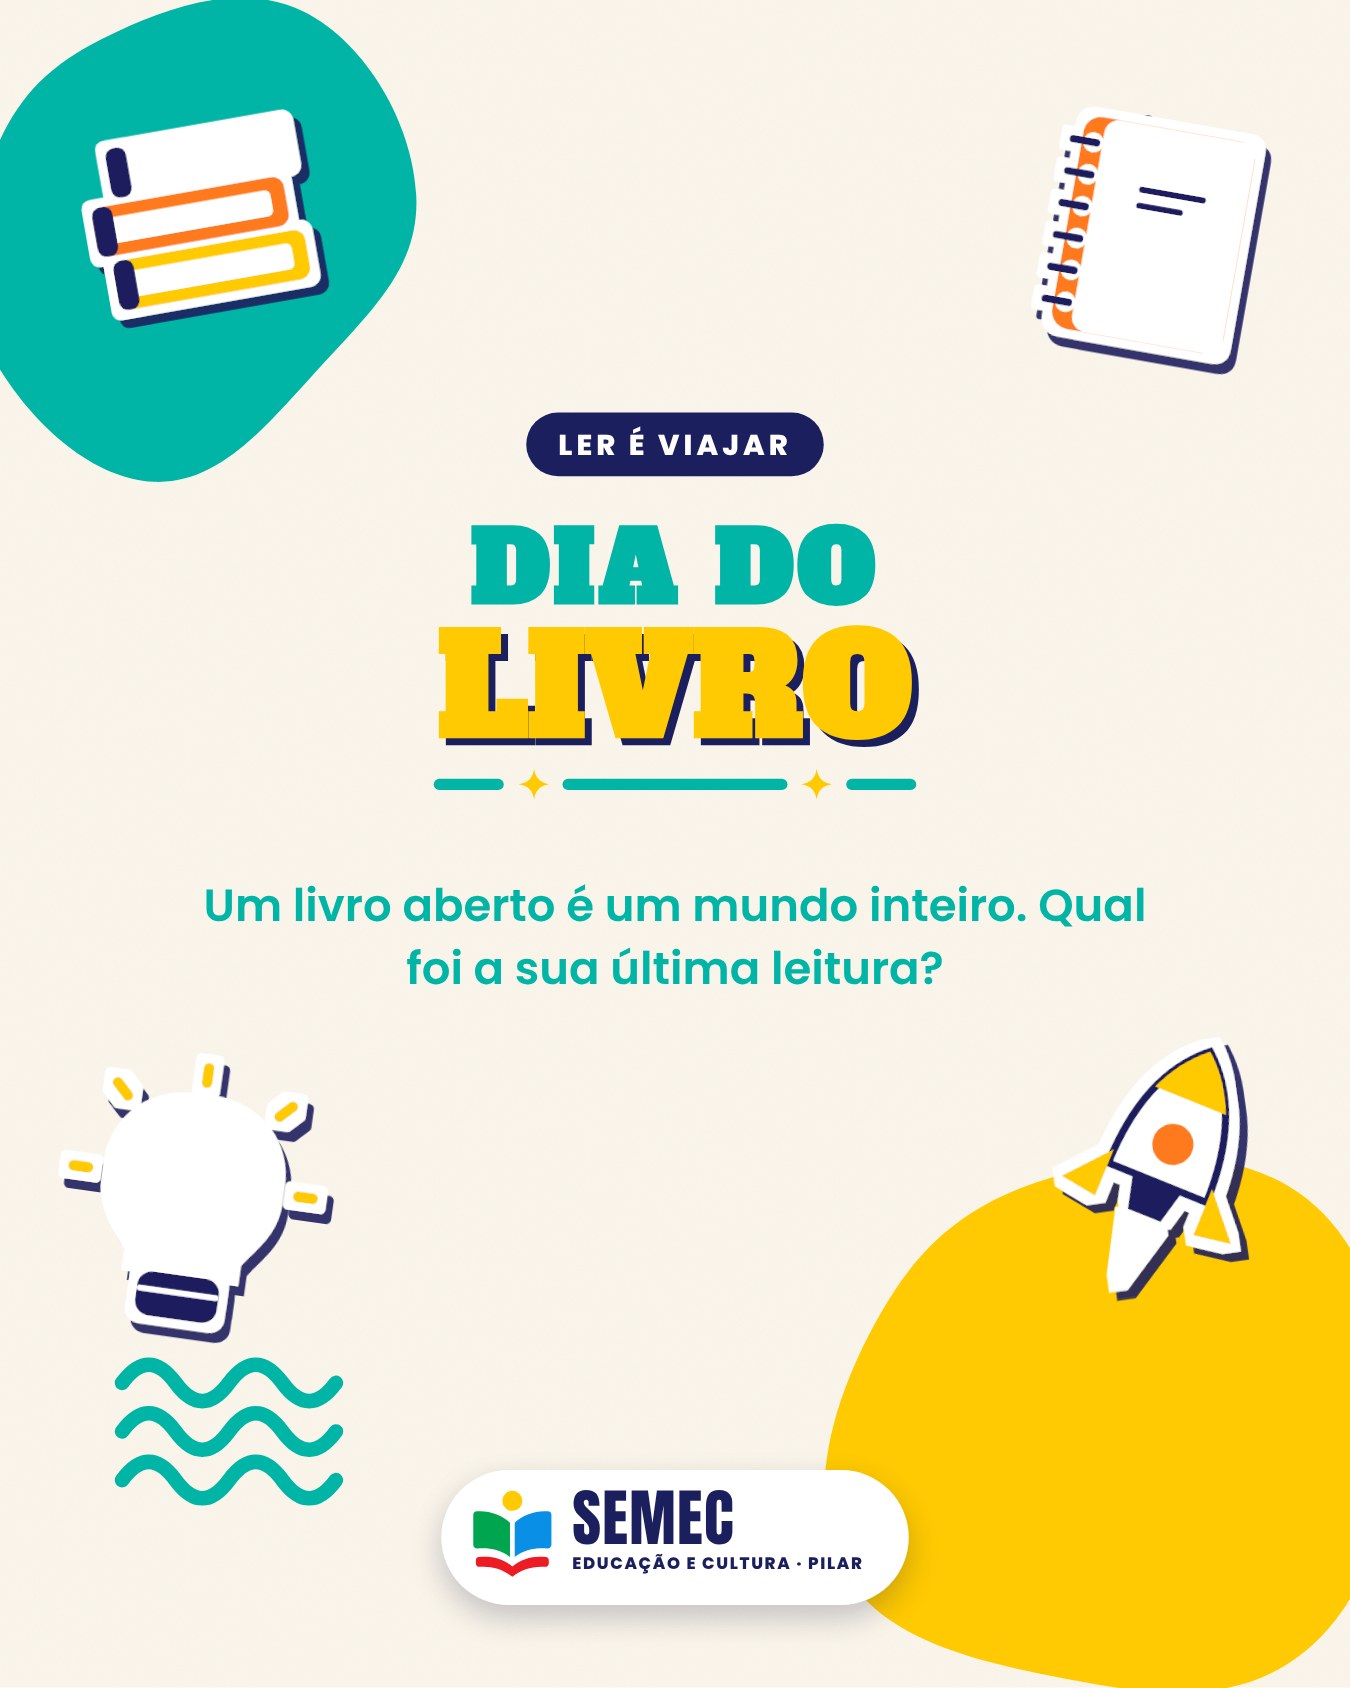 LER É VIAJAR
DIA DO
LIVRO
Um livro aberto é um mundo inteiro. Qual
foi a sua última leitura?
SEMEC
EDUCAÇÃO E CULTURA · PILAR